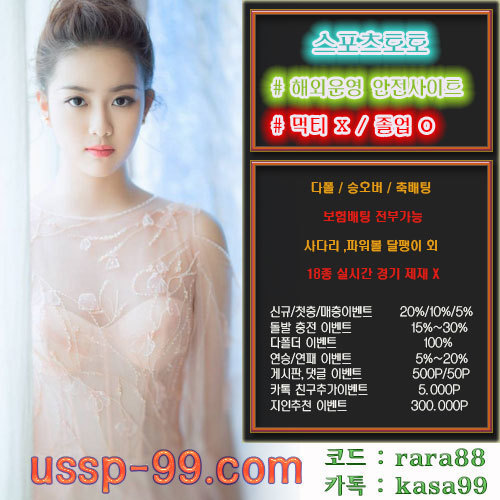 스포츠토토
# 해외운영 안전사이트
# 먹티 X / 졸업 O
다폴 / 승오버 / 축배팅
보험배팅 전부가능
사다리 ,파워볼 달팽이 외
18종 실시간 경기 제재 X
신규/첫충/매충이벤트 20%/10%/5%
돌발 충전 이벤트 15%~30%
다폴더 이벤트 100%
연승/연패 이벤트 5%~20%
게시판,댓글 이벤트 500P/50P
카톡 친구추가이벤트 5.000P
지인추천 이벤트 300.000P
ussp-99.com
코드 : rara88
카톡 : kasa99